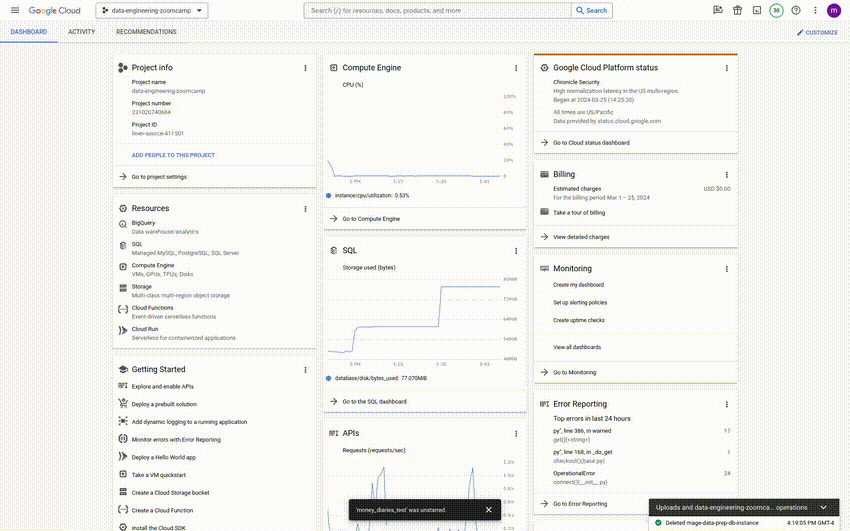 Google Cloud
data-engineering-zoomcamp
Search (/) for resources, docs, products, and more
Search
30
m
DASHBOARD
ACTIVITY
RECOMMENDATIONS
CUSTOMIZE
Project info
Project name
data-engineering-zoomcamp
Project number
231020740684
Project ID
linen-source-411501
ADD PEOPLE TO THIS PROJECT
Go to project settings
Resources
BigQuery
Data warehouse/analytics
SQL
Managed MySQL, PostgreSQL, SQL Server
Compute Engine
VMs, GPUs, TPUs, Disks
Storage
Multi-class multi-region object storage
Cloud Functions
Event-driven serverless functions
Cloud Run
Serverless for containerized applications
Getting Started
Explore and enable APIs
Deploy a prebuilt solution
Add dynamic logging to a running application
Monitor errors with Error Reporting
Deploy a Hello World app
Take a VM quickstart
Create a Cloud Storage bucket
Create a Cloud Function
Install the Cloud SDK
Compute Engine
CPU (%)
100%
80%
60%
40%
20%
0
5 PM
5:15
5:30
5:45
instance/cpu/utilization: 0.53%
Go to Compute Engine
SQL
Storage used (bytes)
80MiB
72MiB
64MiB
56MiB
48MiB
5 PM
5:15
5:30
5:45
database/disk/bytes_used: 77.070MiB
Go to the SQL dashboard
APIs
Requests (requests/sec)
1.2/s
1.0/s
0.8/s
0.6/s
'money_diaries_test' was unstarred.
Google Cloud Platform status
Chronicle Security
High normalization latency in the US multi-region.
Began at 2024-03-25 (14:25:20)
All times are US/Pacific
Data provided by status.cloud.google.com
Go to Cloud status dashboard
Billing
Estimated charges
USD $0.00
For the billing period Mar 1 – 25, 2024
Take a tour of billing
View detailed charges
Monitoring
Create my dashboard
Set up alerting policies
Create uptime checks
View all dashboards
Go to Monitoring
Error Reporting
Top errors in last 24 hours
py", line 386, in warned
17
get()(<string>)
py", line 168, in _do_get
1
checkout()(base.py)
OperationalError
24
connect()(__init__.py)
Go to Error Reporting
Uploads and data-engineering-zoomca... operations
Deleted mage-data-prep-db-instance
4:19:05 PM GMT-4